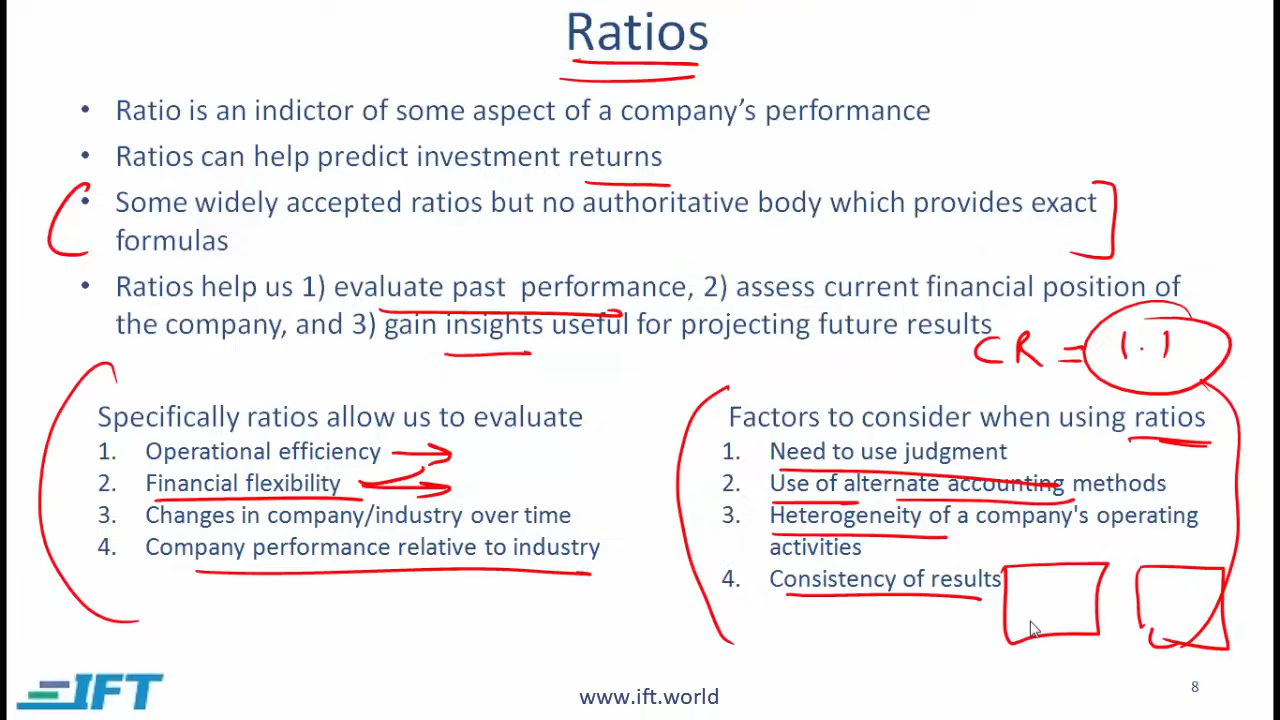 Ratios
• Ratio is an indictor of some aspect of a company's performance
• Ratios can help predict investment returns
• Some widely accepted ratios but no authoritative body which provides exact
formulas
• Ratios help us 1) evaluate past performance, 2) assess current financial position of
the company, and 3) gain insights useful for projecting future results
CR = 1.1
Specifically ratios allow us to evaluate
1. Operational efficiency
2. Financial flexibility
3. Changes in company/industry over time
4. Company performance relative to industry
Factors to consider when using ratios
1. Need to use judgment
2. Use of alternate accounting methods
3. Heterogeneity of a company's operating
activities
4. Consistency of results
IFT
www.ift.world
8